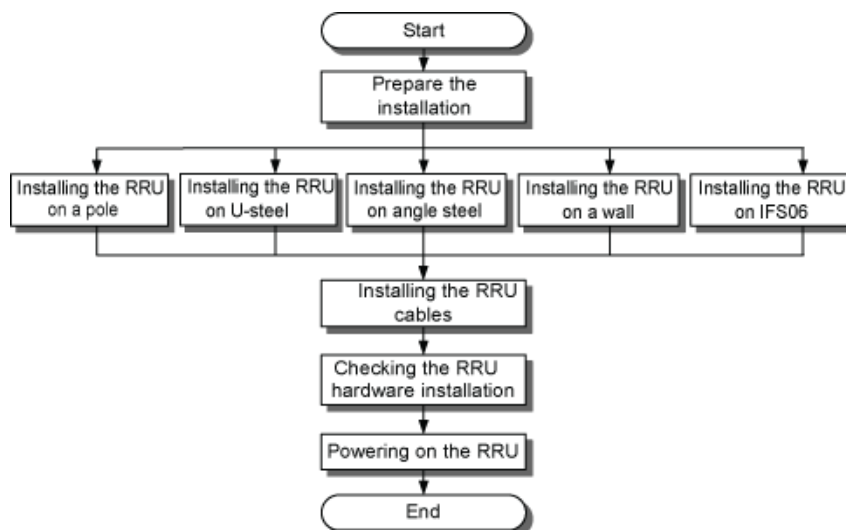 Start
Prepare the
installation
Installing the RRU
on a pole
Installing the RRU
on U-steel
Installing the RRU
on angle steel
Installing the RRU
on a wall
Installing the RRU
on IFS06
Installing the RRU
cables
Checking the RRU
hardware installation
Powering on the RRU
End